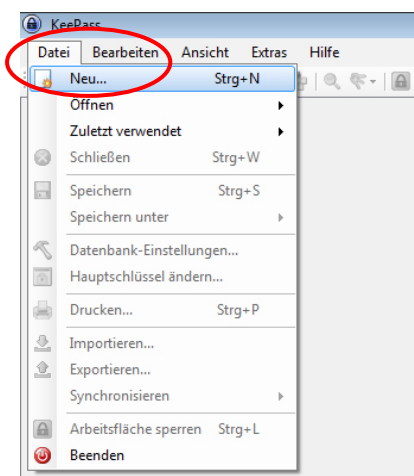 KeePass
Datei Bearbeiten Ansicht Extras Hilfe
Neu... Strg+N
Öffnen
Zuletzt verwendet
Schließen Strg+W
Speichern Strg+S
Speichern unter
Datenbank-Einstellungen...
Hauptschlüssel ändern...
Drucken... Strg+P
Importieren...
Exportieren...
Synchronisieren
Arbeitsfläche sperren Strg+L
Beenden